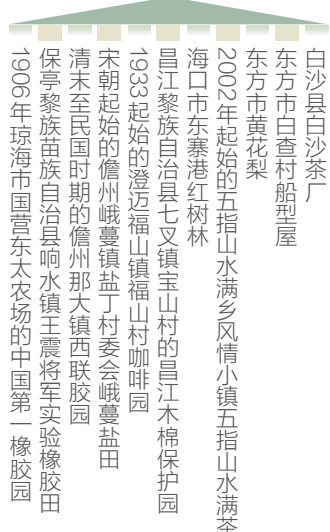 白沙县白沙茶厂
东方市白查村船型屋
东方市黄花梨
2002年起始的五指山水满乡风情小镇五指山水满茶
海口市东寨港红树林
昌江黎族自治县七叉镇宝山村的昌江木棉保护园
1933起始的澄迈福山镇福山村咖啡园
宋朝起始的儋州峨蔓镇盐丁村委会峨蔓盐田
清末至民国时期的儋州那大镇西联胶园
保亭黎族苗族自治县响水镇王震将军实验橡胶田
1906年琼海市国营东太农场的中国第一橡胶园